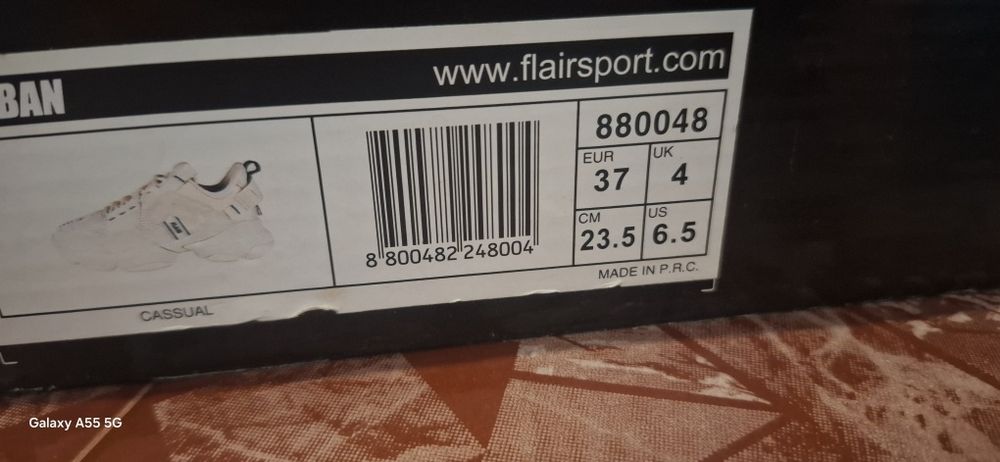 www.flairsport.com
BAN
880048
EUR
37
UK
4
CM
23.5
US
6.5
8 800482 248004
MADE IN P.R.C.
CASSUAL
Galaxy A55 5G